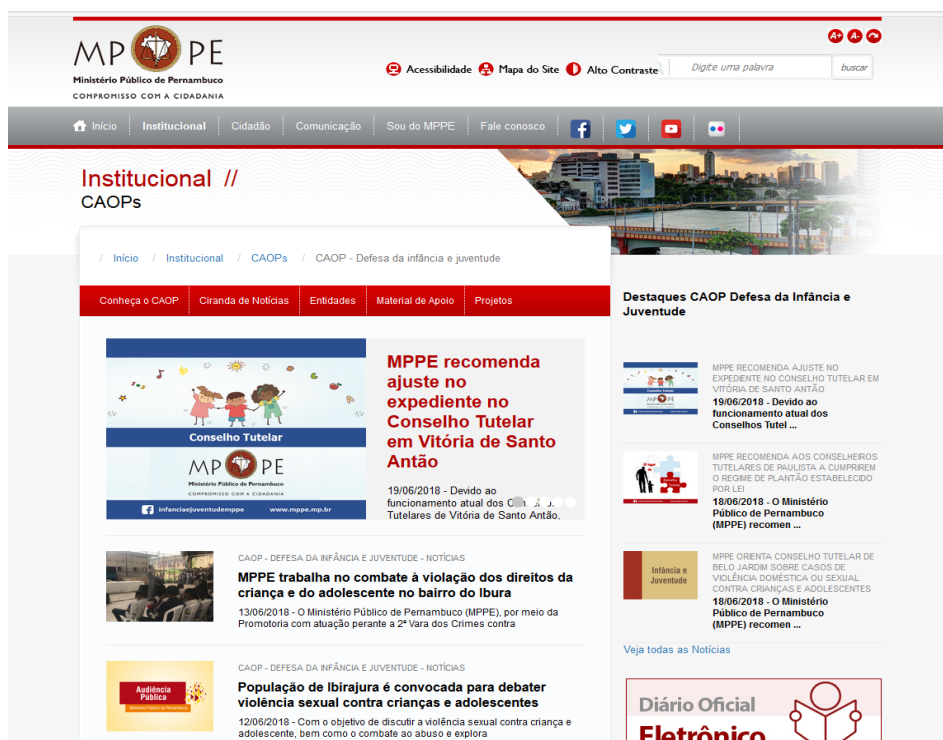 MP PE
Ministério Público de Pernambuco
COMPROMISSO COM A CIDADANIA
A+ A-
Acessibilidade Mapa do Site Alto Contraste
Digite uma palavra
buscar
Início Institucional Cidadão Comunicação Sou do MPPE Fale conosco
Institucional //
CAOPs
/ Início / Institucional / CAOPs / CAOP - Defesa da infância e juventude
Conheça o CAOP Ciranda de Notícias Entidades Material de Apoio Projetos
Conselho Tutelar
MP PE
Ministério Público de Pernambuco
COMPROMISSO COM A CIDADANIA
infanciaejuventudemppe www.mpp.mp.br
MPPE recomenda
ajuste no
expediente no
Conselho Tutelar
em Vitória de Santo
Antão
19/06/2018 - Devido ao
funcionamento atual dos
Tutelares de Vitória de Santo Antão,
CAOP - DEFESA DA INFÂNCIA E JUVENTUDE - NOTÍCIAS
MPPE trabalha no combate à violação dos direitos da
criança e do adolescente no bairro do Ibura
13/06/2018 - O Ministério Público de Pernambuco (MPPE), por meio da
Promotoria com atuação perante a 2ª Vara dos Crimes contra
Audiência
Pública
Ministério Público de Pernambuco
CAOP - DEFESA DA INFÂNCIA E JUVENTUDE - NOTÍCIAS
População de Ibirajura é convocada para debater
violência sexual contra crianças e adolescentes
12/06/2018 - Com o objetivo de discutir a violência sexual contra criança e
adolescente, bem como o combate ao abuso e explora
Destaques CAOP Defesa da Infância e
Juventude
Conselho Tutelar
MP PE
MPPE RECOMENDA AJUSTE NO
EXPEDIENTE NO CONSELHO TUTELAR EM
VITÓRIA DE SANTO ANTÃO
19/06/2018 - Devido ao
funcionamento atual dos
Conselhos Tutel ...
MPPE RECOMENDA AOS CONSELHEIROS
TUTELARES DE PAULISTA A CUMPRIREM
O REGIME DE PLANTÃO ESTABELECIDO
POR LEI
18/06/2018 - O Ministério
Público de Pernambuco
(MPPE) recomen ...
Infância e
Juventude
MPPE ORIENTA CONSELHO TUTELAR DE
BELO JARDIM SOBRE CASOS DE
VIOLÊNCIA DOMÉSTICA OU SEXUAL
CONTRA CRIANÇAS E ADOLESCENTES
18/06/2018 - O Ministério
Público de Pernambuco
(MPPE) recomen ...
Veja todas as Notícias
Diário Oficial
Eletrônico